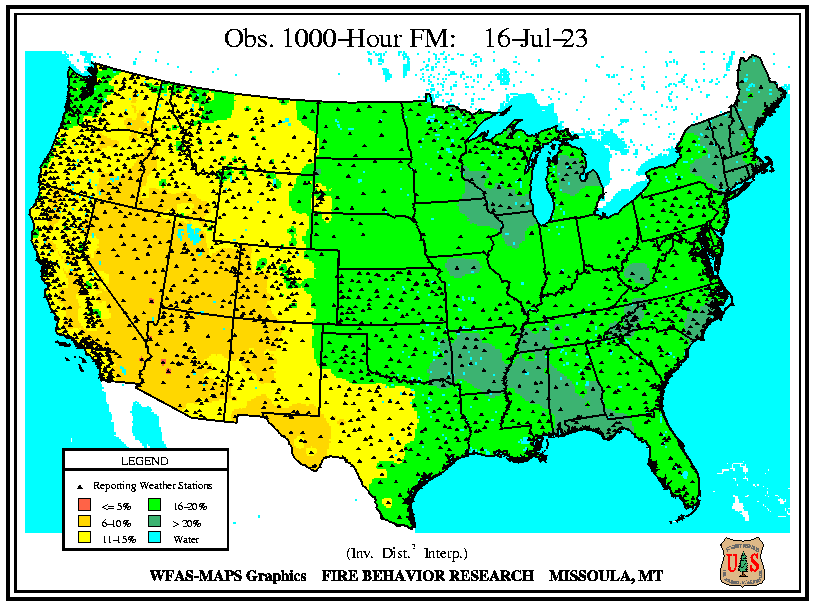 Obs. 1000-Hour FM: 16-Jul-23
LEGEND
Reporting Weather Stations
<= 5%
16-20%
6-10%
> 20%
11-15%
Water
(Inv. Dist.² Interp.)
WFAS-MAPS Graphics FIRE BEHAVIOR RESEARCH MISSOULA, MT
U S